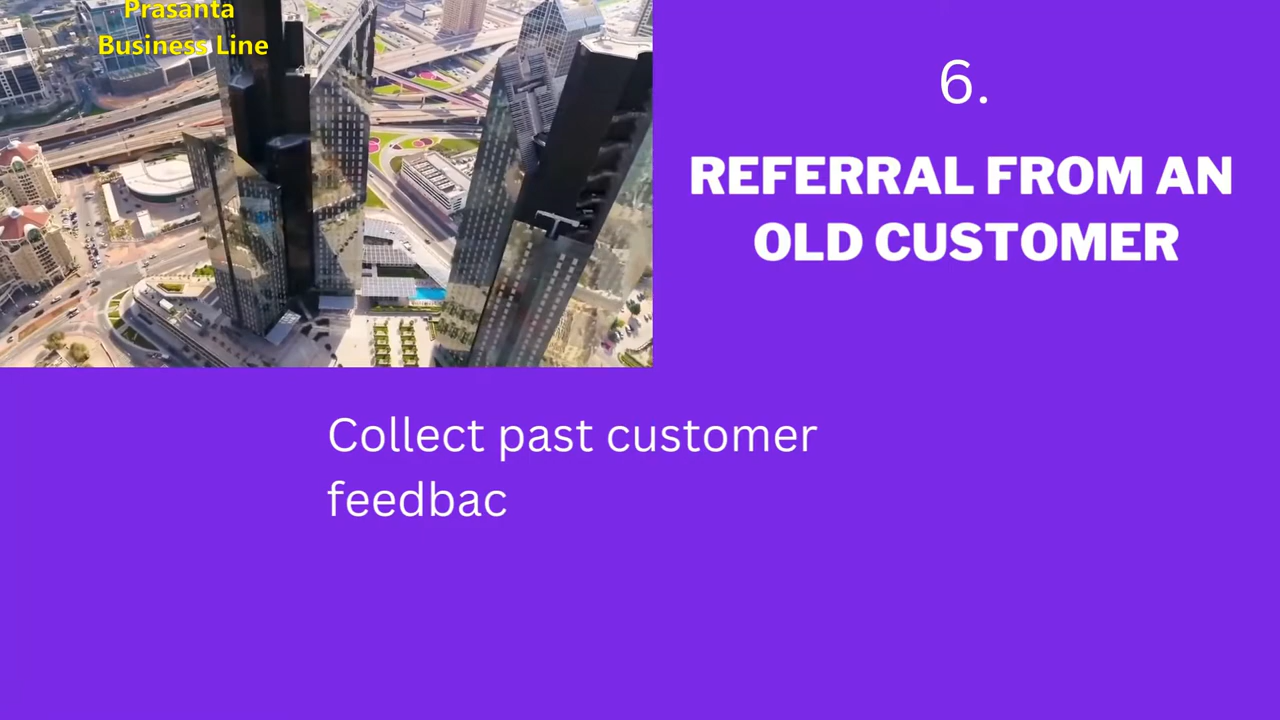 Prasanta
Business Line
6.
REFERRAL FROM AN
OLD CUSTOMER
Collect past customer
feedbac